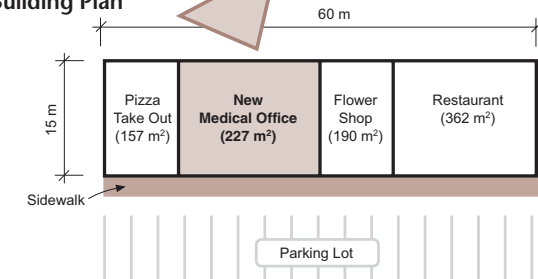 Building Plan
60 m
15 m
Pizza
Take Out
(157 m²)
New
Medical Office
(227 m²)
Flower
Shop
(190 m²)
Restaurant
(362 m²)
Sidewalk
Parking Lot